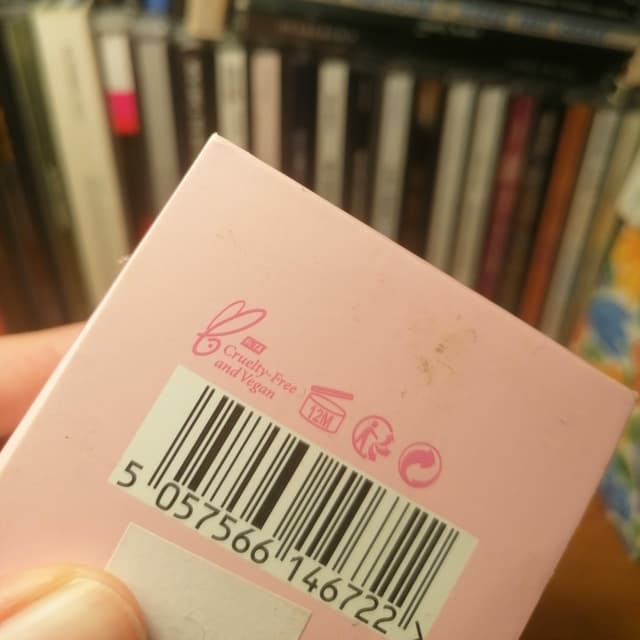 Cruelty-Free
and Vegan
12M
5 057566 146722 >